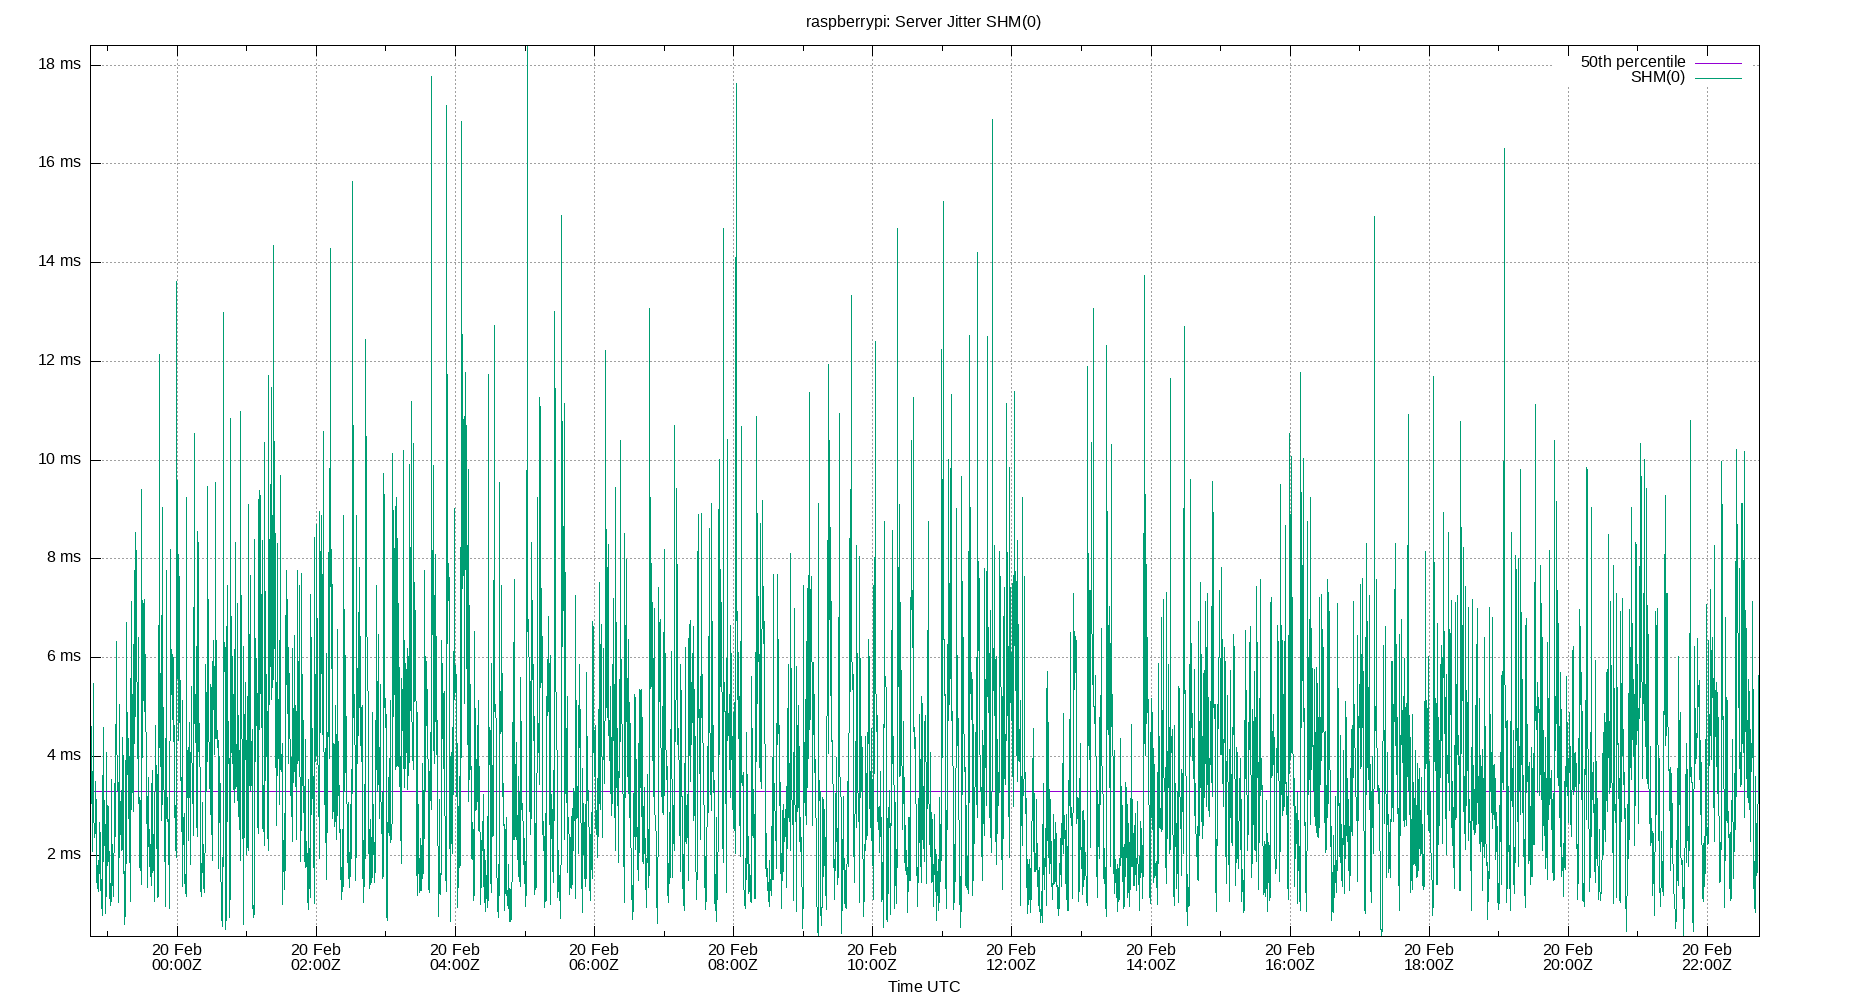 raspberrypi: Server Jitter SHM(0)
50th percentile
SHM(0)
18 ms
16 ms
14 ms
12 ms
10 ms
8 ms
6 ms
4 ms
2 ms
20 Feb 20 Feb 20 Feb 20 Feb 20 Feb 20 Feb 20 Feb 20 Feb 20 Feb 20 Feb 20 Feb 20 Feb
00:00Z 02:00Z 04:00Z 06:00Z 08:00Z 10:00Z 12:00Z 14:00Z 16:00Z 18:00Z 20:00Z 22:00Z
Time UTC